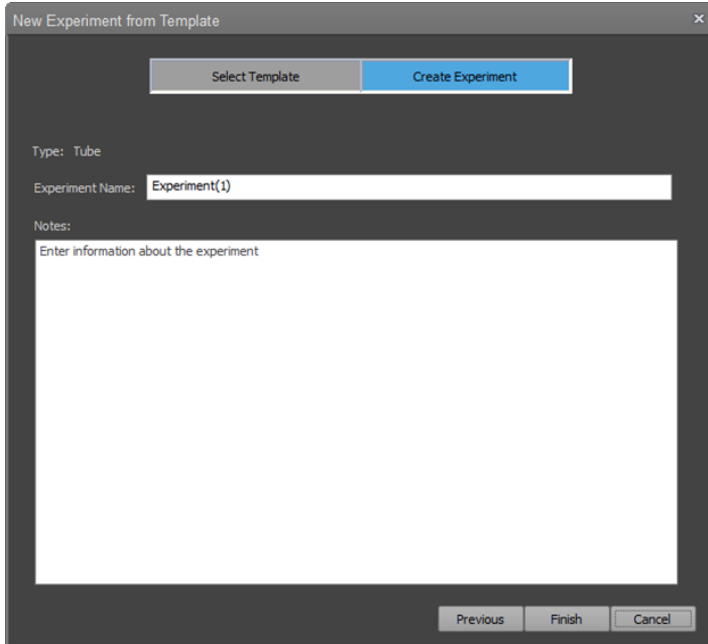 New Experiment from Template
Select Template Create Experiment
Type: Tube
Experiment Name: Experiment(1)
Notes:
Enter information about the experiment
Previous Finish Cancel